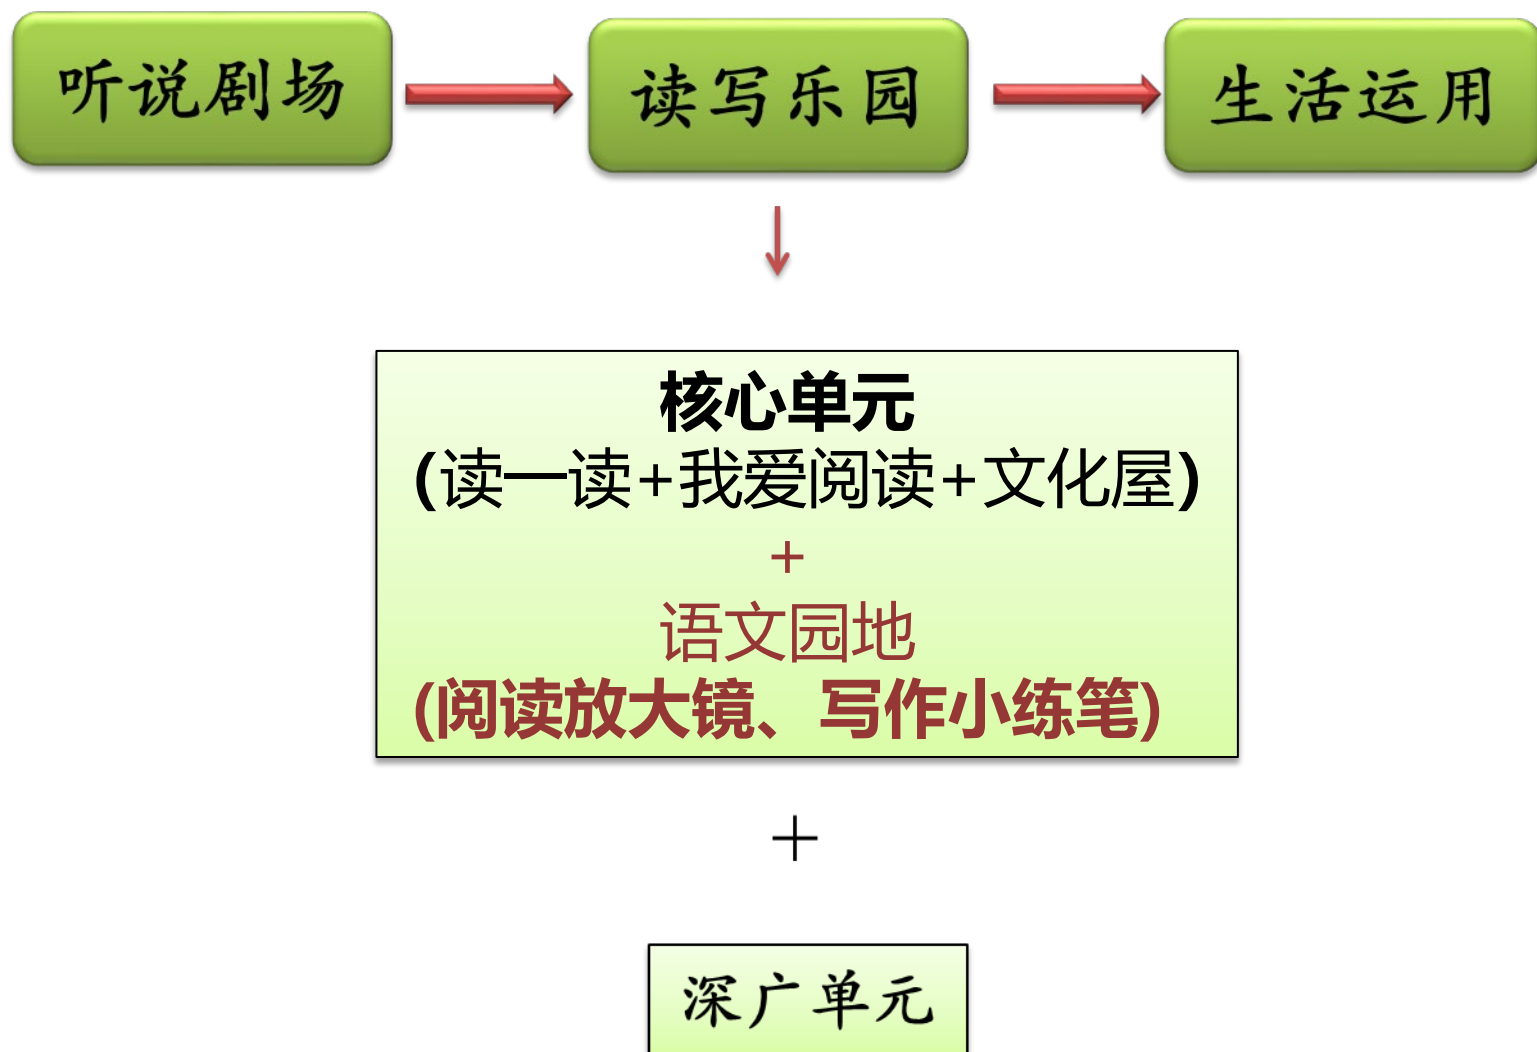 听说剧场
读写乐园
生活运用
核心单元
(读一读+我爱阅读+文化屋)
+
语文园地
(阅读放大镜、写作小练笔)
+
深广单元